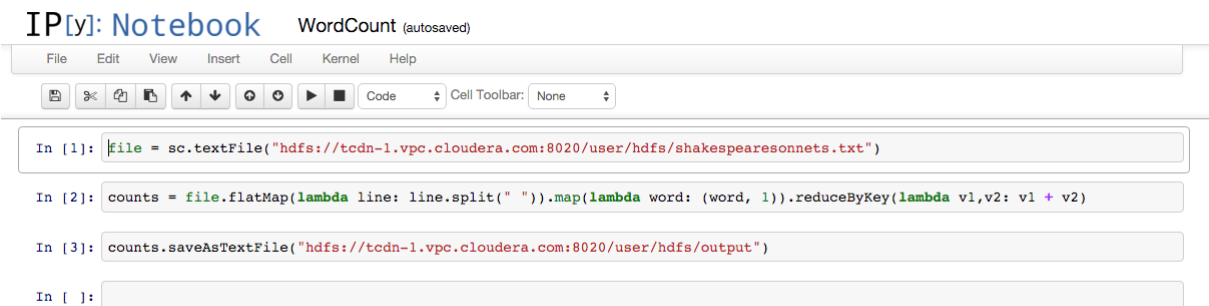 IP[y]: Notebook WordCount (autosaved)
File Edit View Insert Cell Kernel Help
Code Cell Toolbar: None
In [1]: file = sc.textFile("hdfs://tcdn-1.vpc.cloudera.com:8020/user/hdfs/shakespearesonnets.txt")
In [2]: counts = file.flatMap(lambda line: line.split(" ")).map(lambda word: (word, 1)).reduceByKey(lambda v1,v2: v1 + v2)
In [3]: counts.saveAsTextFile("hdfs://tcdn-1.vpc.cloudera.com:8020/user/hdfs/output")
In [ ]: